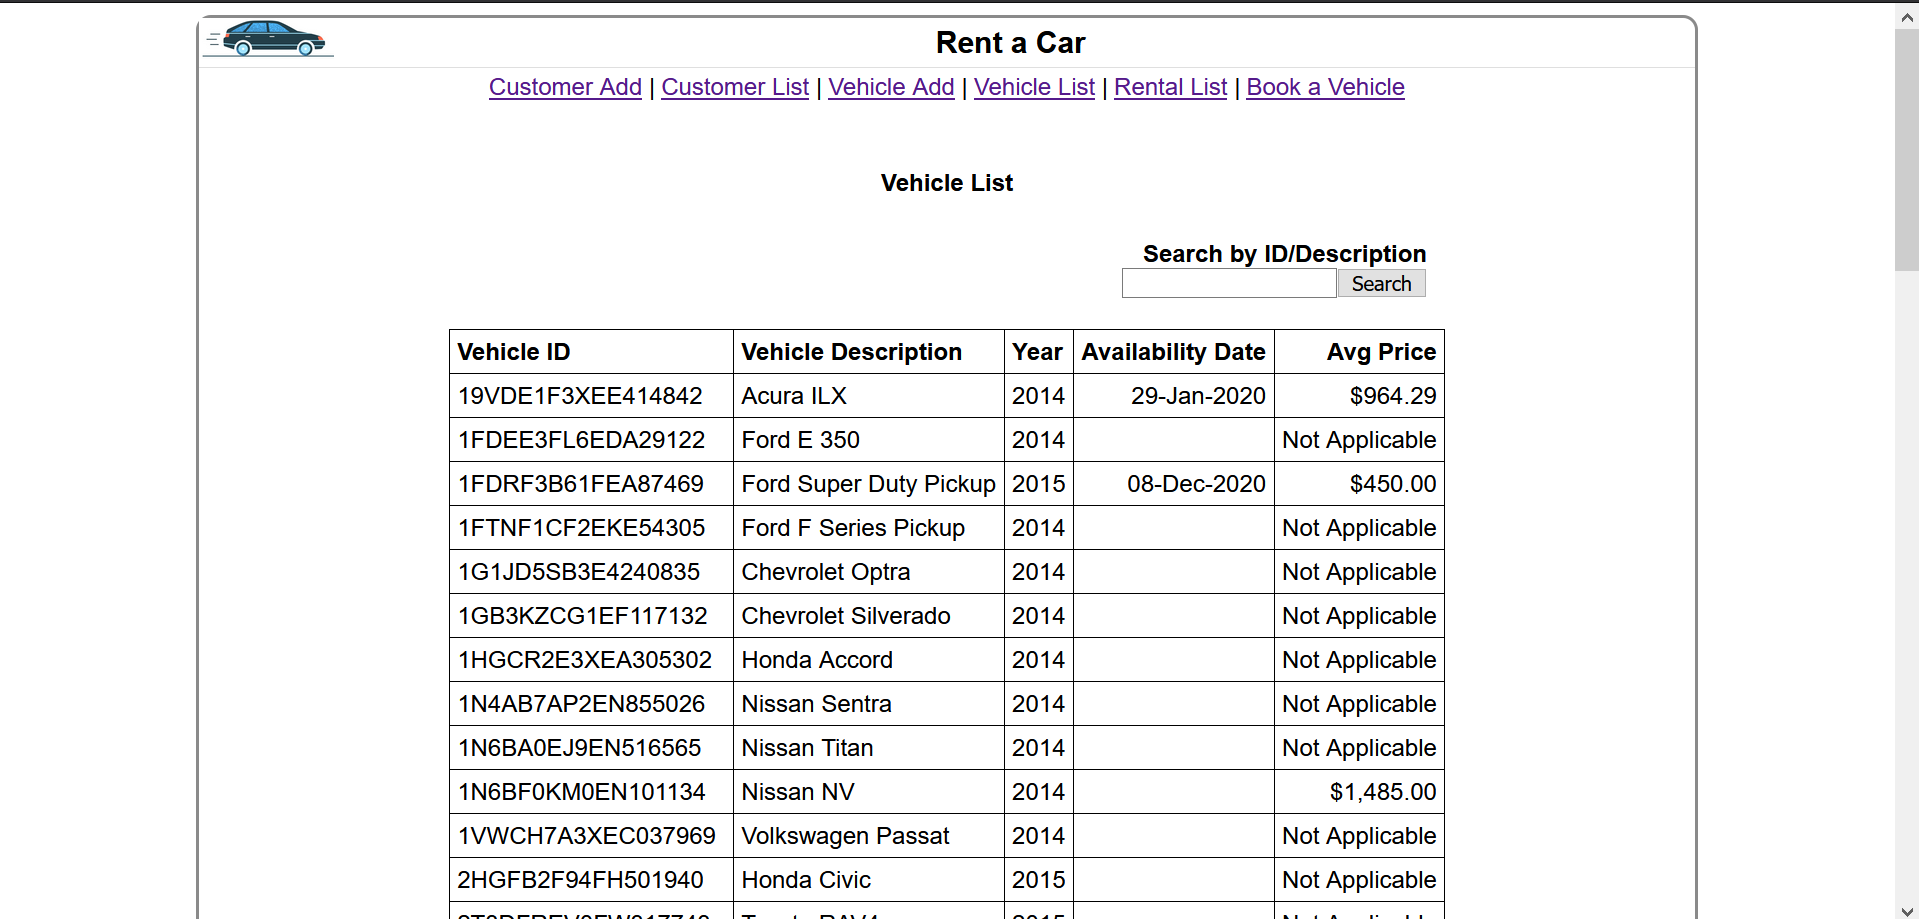 Rent a Car
Customer Add | Customer List | Vehicle Add | Vehicle List | Rental List | Book a Vehicle
Vehicle List
Search by ID/Description
Search
Vehicle ID Vehicle Description Year Availability Date Avg Price
19VDE1F3XEE414842 Acura ILX 2014 29-Jan-2020 $964.29
1FDEE3FL6EDA29122 Ford E 350 2014 Not Applicable
1FDRF3B61FEA87469 Ford Super Duty Pickup 2015 08-Dec-2020 $450.00
1FTNF1CF2EKE54305 Ford F Series Pickup 2014 Not Applicable
1G1JD5SB3E4240835 Chevrolet Optra 2014 Not Applicable
1GB3KZCG1EF117132 Chevrolet Silverado 2014 Not Applicable
1HGCR2E3XEA305302 Honda Accord 2014 Not Applicable
1N4AB7AP2EN855026 Nissan Sentra 2014 Not Applicable
1N6BA0EJ9EN516565 Nissan Titan 2014 Not Applicable
1N6BF0KM0EN101134 Nissan NV 2014 $1,485.00
1VWCH7A3XEC037969 Volkswagen Passat 2014 Not Applicable
2HGFB2F94FH501940 Honda Civic 2015 Not Applicable